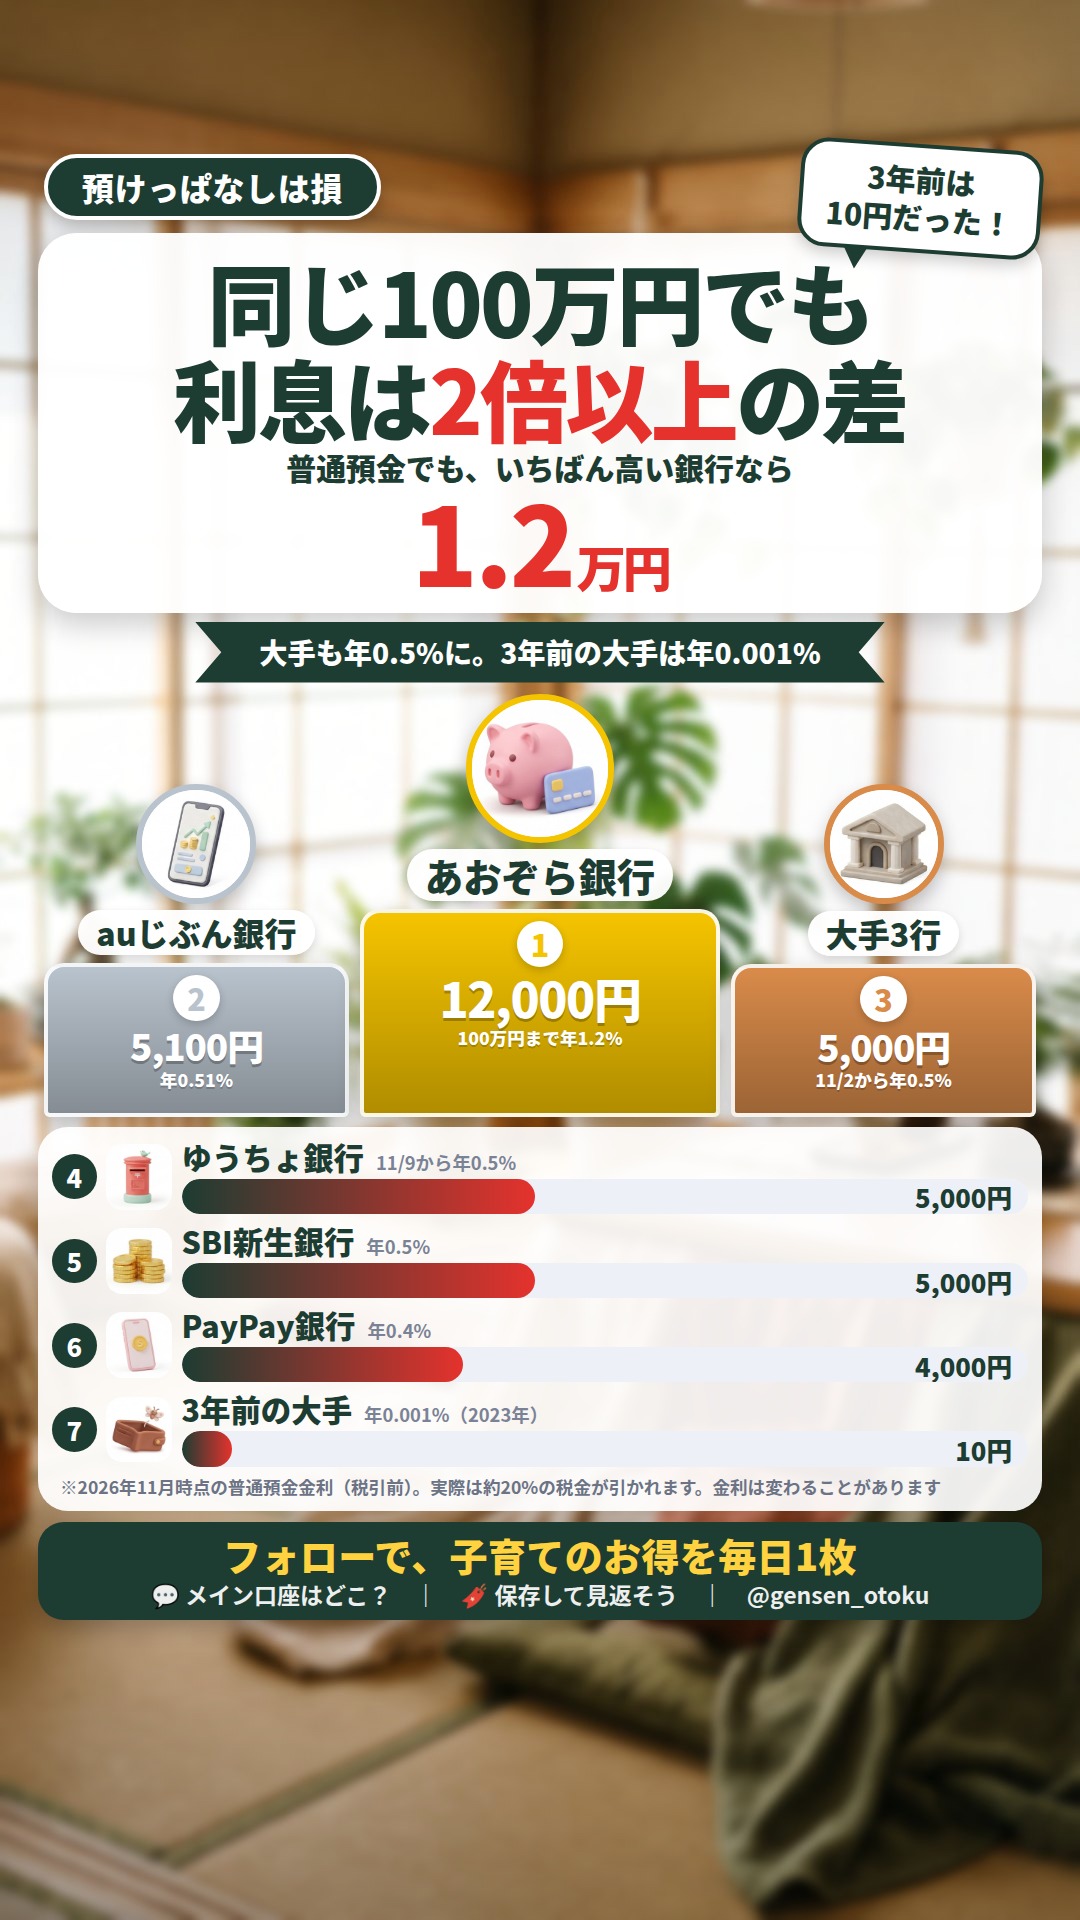 預けっぱなしは損
3年前は
10円だった！
同じ100万円でも
利息は2倍以上の差
普通預金でも、いちばん高い銀行なら
1.2万円
大手も年0.5%に。3年前の大手は年0.001%
あおぞら銀行
1
12,000円
100万円まで年1.2%
auじぶん銀行
2
5,100円
年0.51%
大手3行
3
5,000円
11/2から年0.5%
4 ゆうちょ銀行 11/9から年0.5%
5,000円
5 SBI新生銀行 年0.5%
5,000円
6 PayPay銀行 年0.4%
4,000円
7 3年前の大手 年0.001%（2023年）
10円
※2026年11月時点の普通預金金利（税引前）。実際は約20%の税金が引かれます。金利は変わることがあります
フォローで、子育てのお得を毎日1枚
💬 メイン口座はどこ？ ｜ 🔖 保存して見返そう ｜ @gensen_otoku